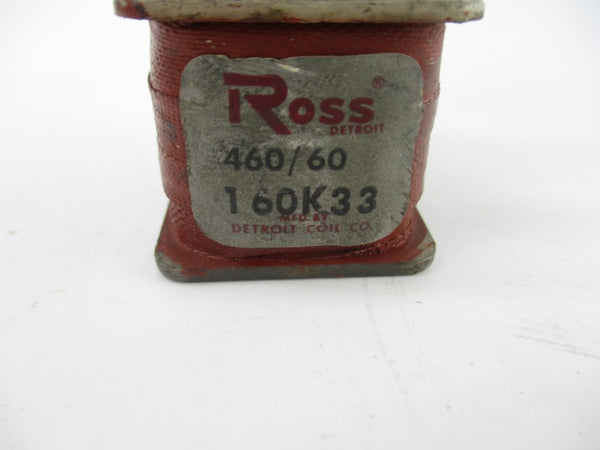 Ross®
DETROIT
460/60
160K33
MFD. BY
DETROIT COIL CO.